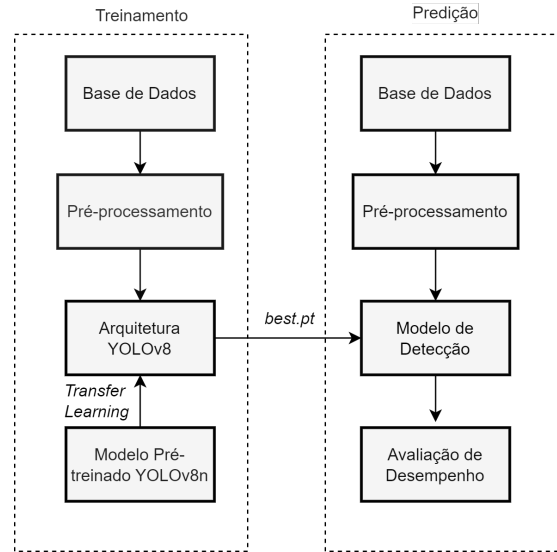 Treinamento
Base de Dados
Pré-processamento
Arquitetura
YOLOv8
Transfer
Learning
Modelo Pré-
treinado YOLOv8n
best.pt
Predição
Base de Dados
Pré-processamento
Modelo de
Detecção
Avaliação de
Desempenho